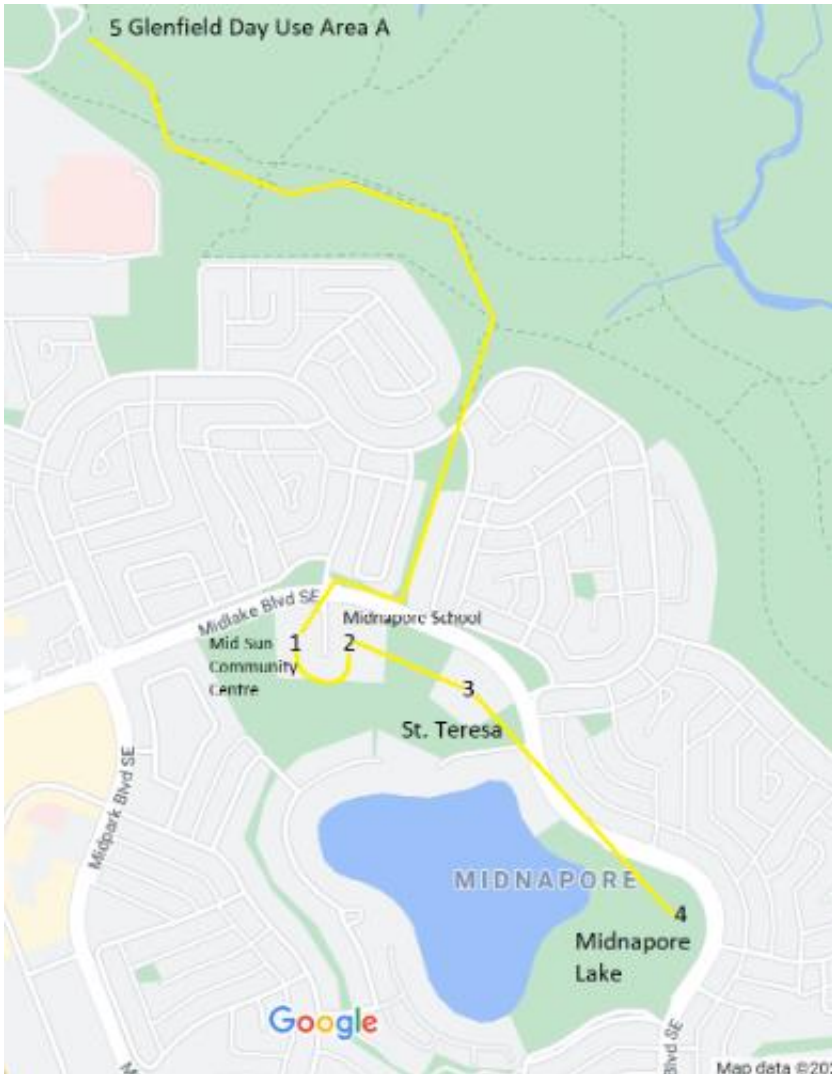 5 Glenfield Day Use Area A
Midlake Blvd SE
Midnapore School
Mid Sun
Community
Centre
1
2
3
St. Teresa
Midpark Blvd SE
MIDNAPORE
4
Midnapore
Lake
Google
Blvd SE
M
Map data ©202